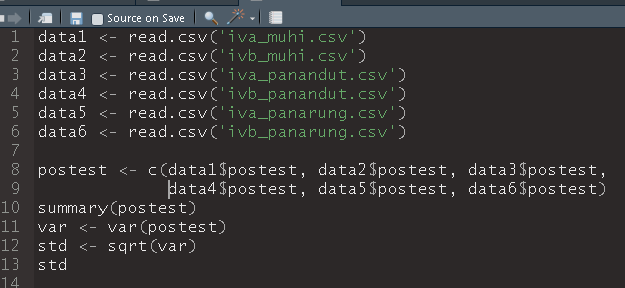 Source on Save
1 data1 <- read.csv('iva_muhi.csv')
2 data2 <- read.csv('ivb_muhi.csv')
3 data3 <- read.csv('iva_panandut.csv')
4 data4 <- read.csv('ivb_panandut.csv')
5 data5 <- read.csv('iva_panarung.csv')
6 data6 <- read.csv('ivb_panarung.csv')
7
8 postest <- c(data1$postest, data2$postest, data3$postest,
9 data4$postest, data5$postest, data6$postest)
10 summary(postest)
11 var <- var(postest)
12 std <- sqrt(var)
13 std
14